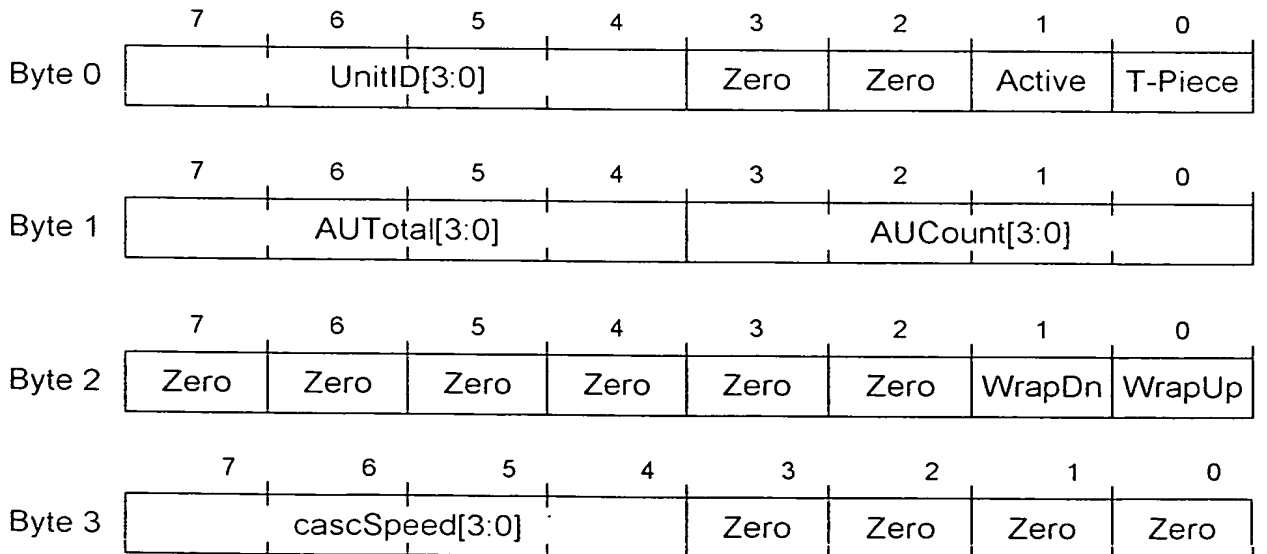 7 6 5 4 3 2 1 0
Byte 0 UnitID[3:0] Zero Zero Active T-Piece
7 6 5 4 3 2 1 0
Byte 1 AUTotal[3:0] AUCount[3:0]
7 6 5 4 3 2 1 0
Byte 2 Zero Zero Zero Zero Zero Zero WrapDn WrapUp
7 6 5 4 3 2 1 0
Byte 3 cascSpeed[3:0] Zero Zero Zero Zero